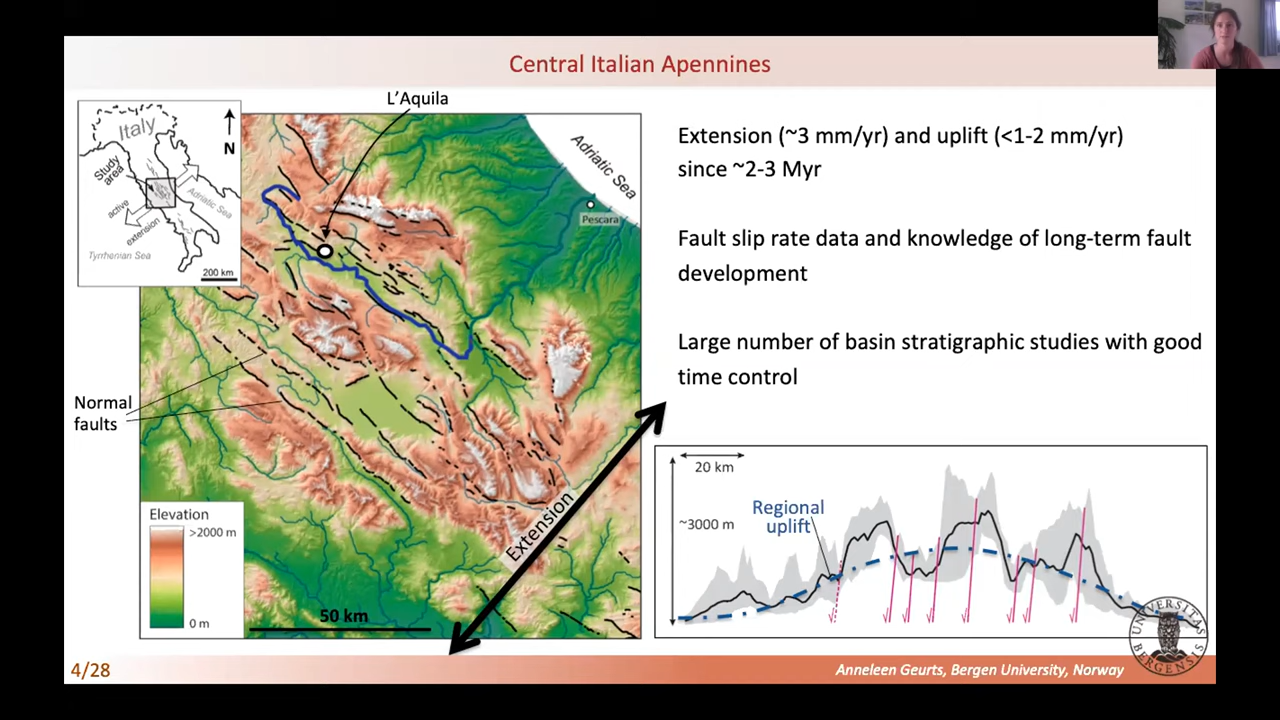 Central Italian Apennines
L'Aquila
Italy
N
Study
area
active
extension
Adriatic Sea
Tyrrhenian Sea
200 km
Adriatic Sea
Pescara
Normal
faults
Elevation
>2000 m
0 m
50 km
Extension
Extension (~3 mm/yr) and uplift (<1-2 mm/yr)
since ~2-3 Myr
Fault slip rate data and knowledge of long-term fault
development
Large number of basin stratigraphic studies with good
time control
20 km
~3000 m
Regional
uplift
UNIVERSITAS
BERGENSIS
4/28
Anneleen Geurts, Bergen University, Norway